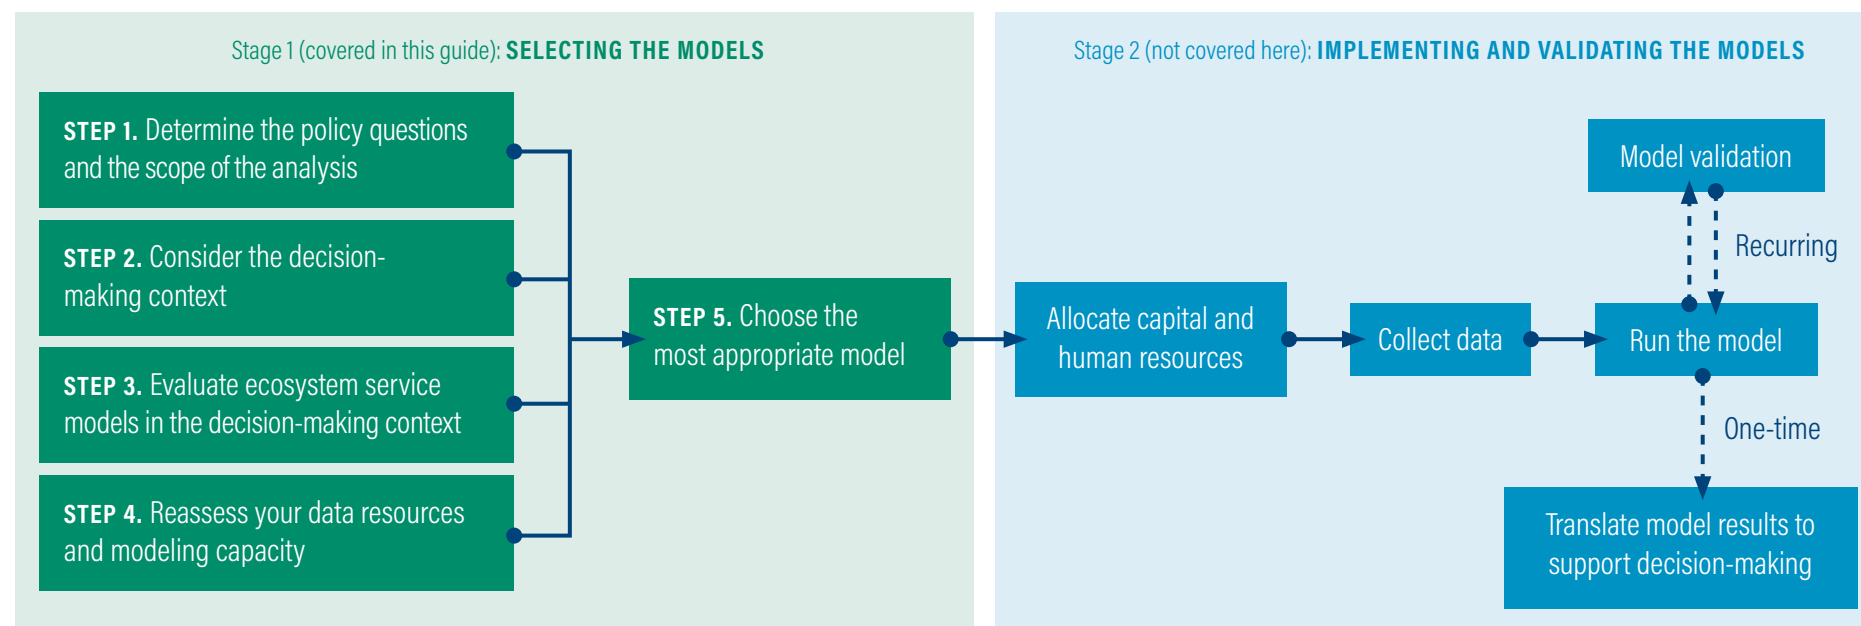 Stage 1 (covered in this guide): SELECTING THE MODELS
STEP 1. Determine the policy questions
and the scope of the analysis
STEP 2. Consider the decision-
making context
STEP 3. Evaluate ecosystem service
models in the decision-making context
STEP 4. Reassess your data resources
and modeling capacity
STEP 5. Choose the
most appropriate model
Stage 2 (not covered here): IMPLEMENTING AND VALIDATING THE MODELS
Allocate capital and
human resources
Collect data
Run the model
Model validation
Recurring
One-time
Translate model results to
support decision-making